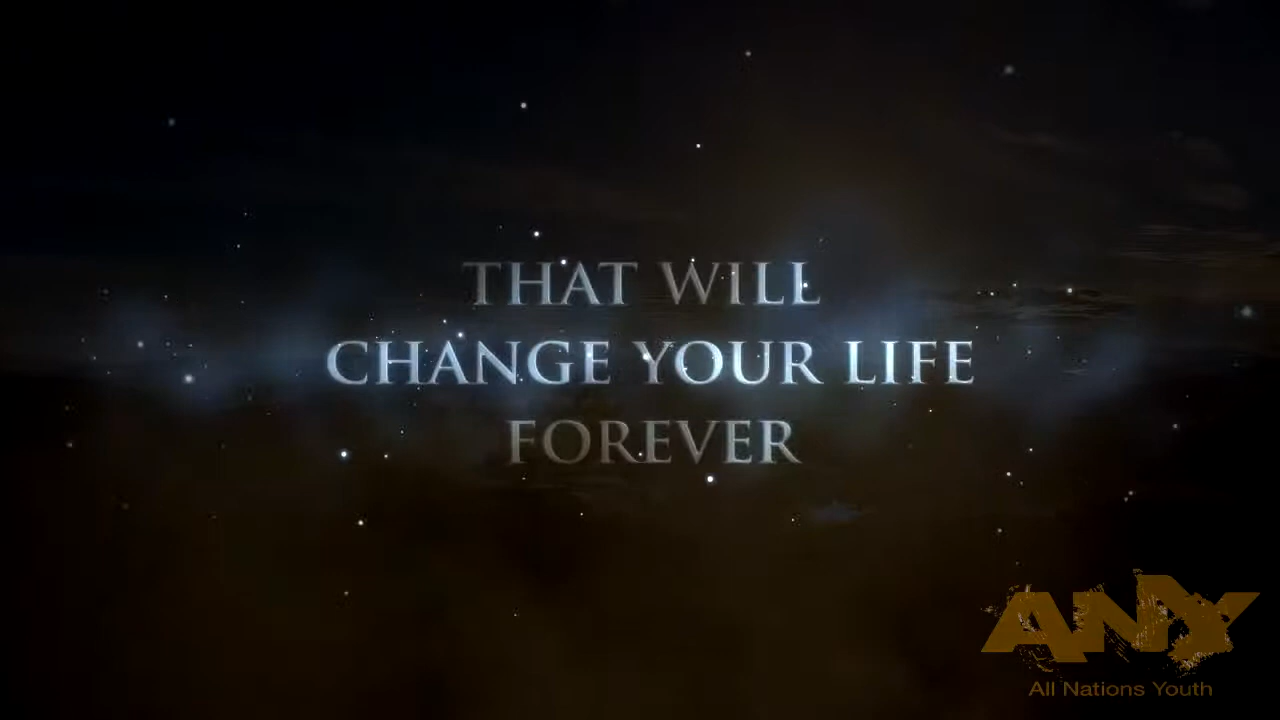 THAT WILL
CHANGE YOUR LIFE
FOREVER
ANY
All Nations Youth